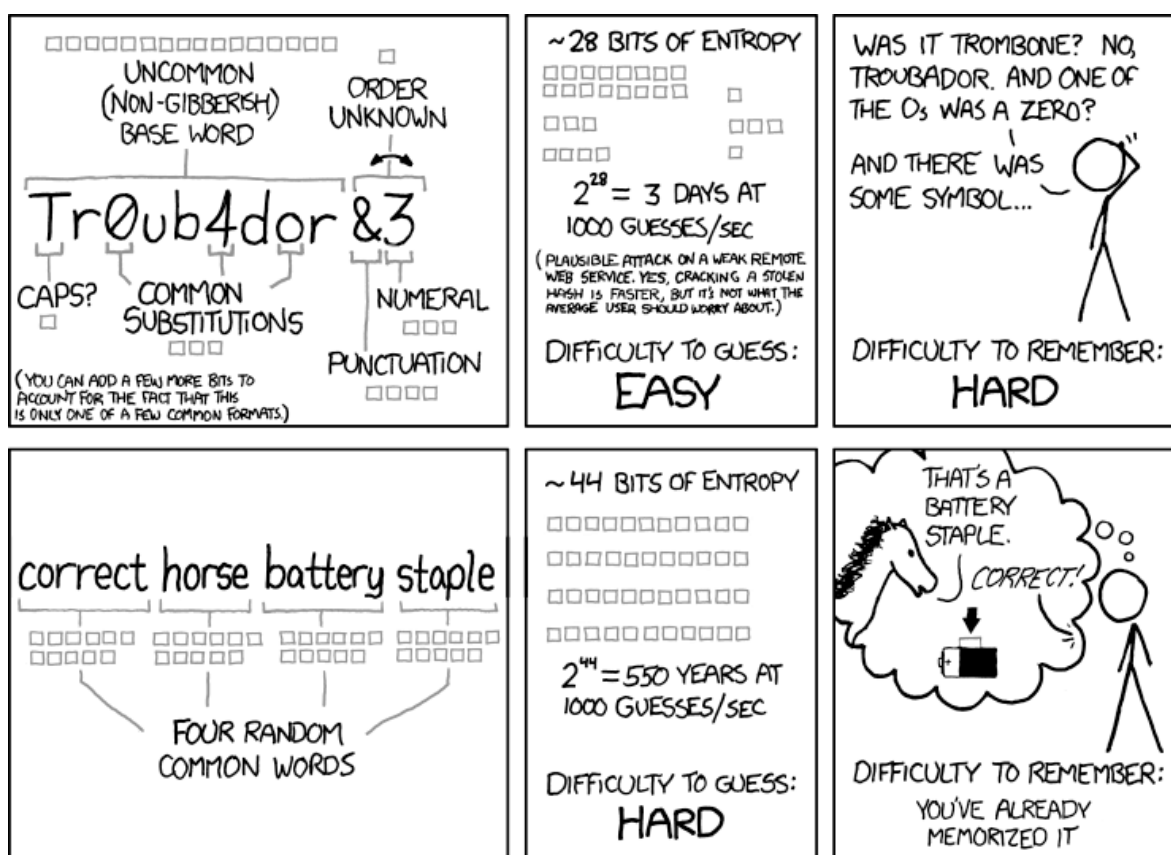 UNCOMMON
(NON-GIBBERISH)
BASE WORD
ORDER
UNKNOWN
Tr0ub4dor &3
CAPS?
COMMON
SUBSTITUTIONS
NUMERAL
PUNCTUATION
(YOU CAN ADD A FEW MORE BITS TO
ACCOUNT FOR THE FACT THAT THIS
IS ONLY ONE OF A FEW COMMON FORMATS.)
~28 BITS OF ENTROPY
2^28 = 3 DAYS AT
1000 GUESSES/SEC
(PLAUSIBLE ATTACK ON A WEAK REMOTE
WEB SERVICE. YES, CRACKING A STOLEN
HASH IS FASTER, BUT IT'S NOT WHAT THE
AVERAGE USER SHOULD WORRY ABOUT.)
DIFFICULTY TO GUESS:
EASY
WAS IT TROMBONE? NO,
TROUBADOR. AND ONE OF
THE Os WAS A ZERO?
AND THERE WAS
SOME SYMBOL...
DIFFICULTY TO REMEMBER:
HARD
correct horse battery staple
FOUR RANDOM
COMMON WORDS
~44 BITS OF ENTROPY
2^44 = 550 YEARS AT
1000 GUESSES/SEC
DIFFICULTY TO GUESS:
HARD
THAT'S A
BATTERY
STAPLE.
CORRECT!
DIFFICULTY TO REMEMBER:
YOU'VE ALREADY
MEMORIZED IT